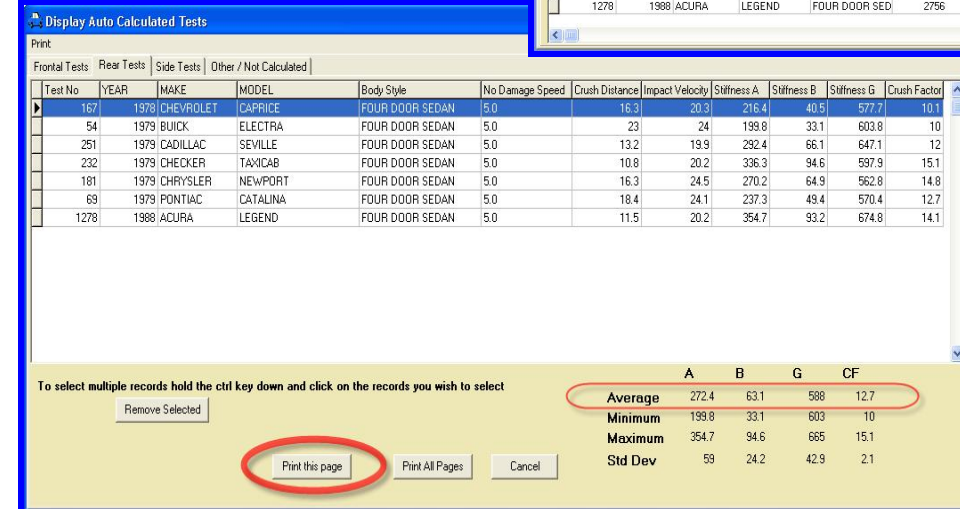 1278 1988 ACURA LEGEND FOUR DOOR SED 2756
Display Auto Calculated Tests
Print
Frontal Tests Rear Tests Side Tests Other / Not Calculated
Test No YEAR MAKE MODEL Body Style No Damage Speed Crush Distance Impact Velocity Stiffness A Stiffness B Stiffness G Crush Factor
167 1978 CHEVROLET CAPRICE FOUR DOOR SEDAN 5.0 16.3 20.3 216.4 40.5 577.7 10.1
54 1979 BUICK ELECTRA FOUR DOOR SEDAN 5.0 23 24 199.8 33.1 603.8 10
251 1979 CADILLAC SEVILLE FOUR DOOR SEDAN 5.0 13.2 19.9 292.4 66.1 647.1 12
232 1979 CHECKER TAXICAB FOUR DOOR SEDAN 5.0 10.8 20.2 336.3 94.6 597.9 15.1
181 1979 CHRYSLER NEWPORT FOUR DOOR SEDAN 5.0 16.3 24.5 270.2 64.9 562.8 14.8
69 1979 PONTIAC CATALINA FOUR DOOR SEDAN 5.0 18.4 24.1 237.3 49.4 570.4 12.7
1278 1988 ACURA LEGEND FOUR DOOR SEDAN 5.0 11.5 20.2 354.7 93.2 674.8 14.1
To select multiple records hold the ctrl key down and click on the records you wish to select
Remove Selected
Print this page Print All Pages Cancel
A B G CF
Average 272.4 63.1 588 12.7
Minimum 199.8 33.1 603 10
Maximum 354.7 94.6 665 15.1
Std Dev 59 24.2 42.9 2.1